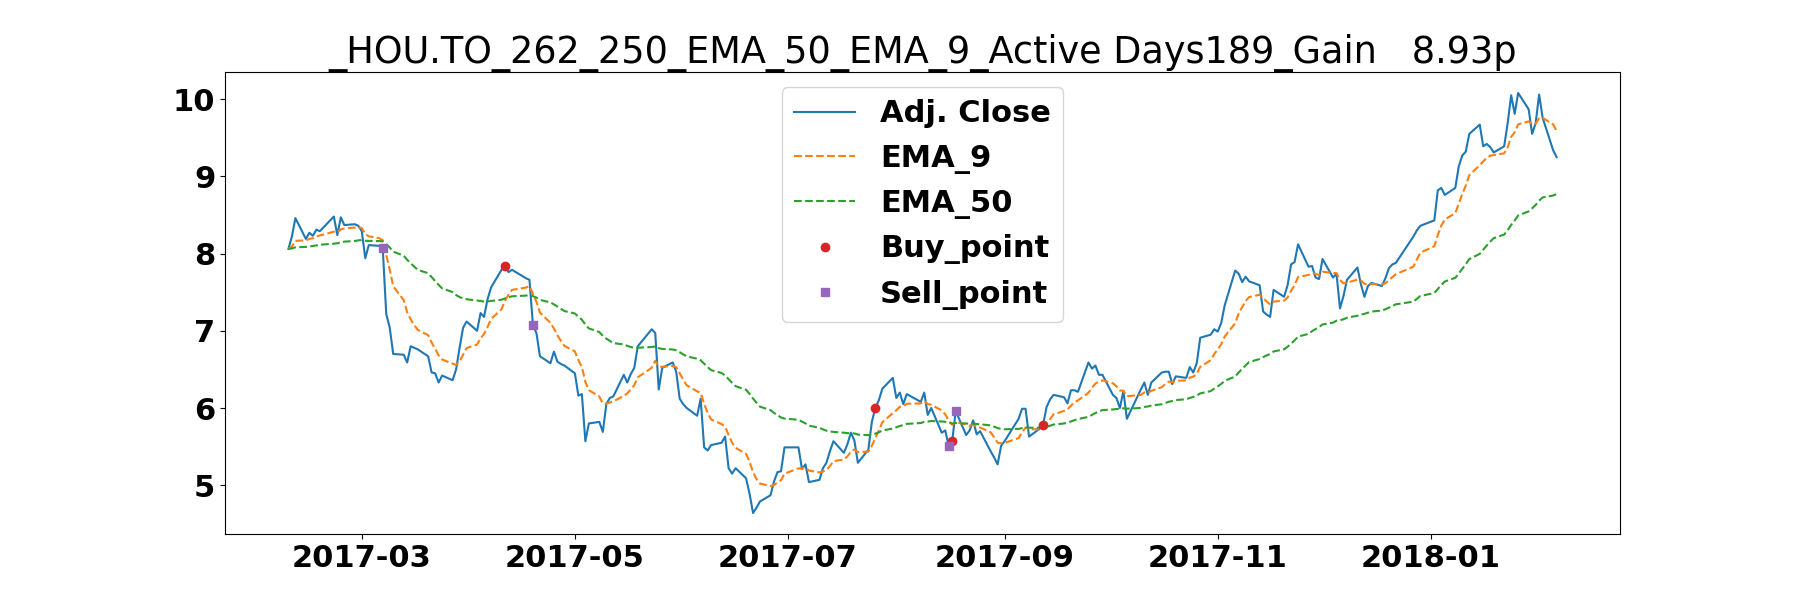 _HOU.TO_262_250_EMA_50_EMA_9_Active Days189_Gain   8.93p
10
9
8
7
6
5
Adj. Close
EMA_9
EMA_50
Buy_point
Sell_point
2017-03
2017-05
2017-07
2017-09
2017-11
2018-01